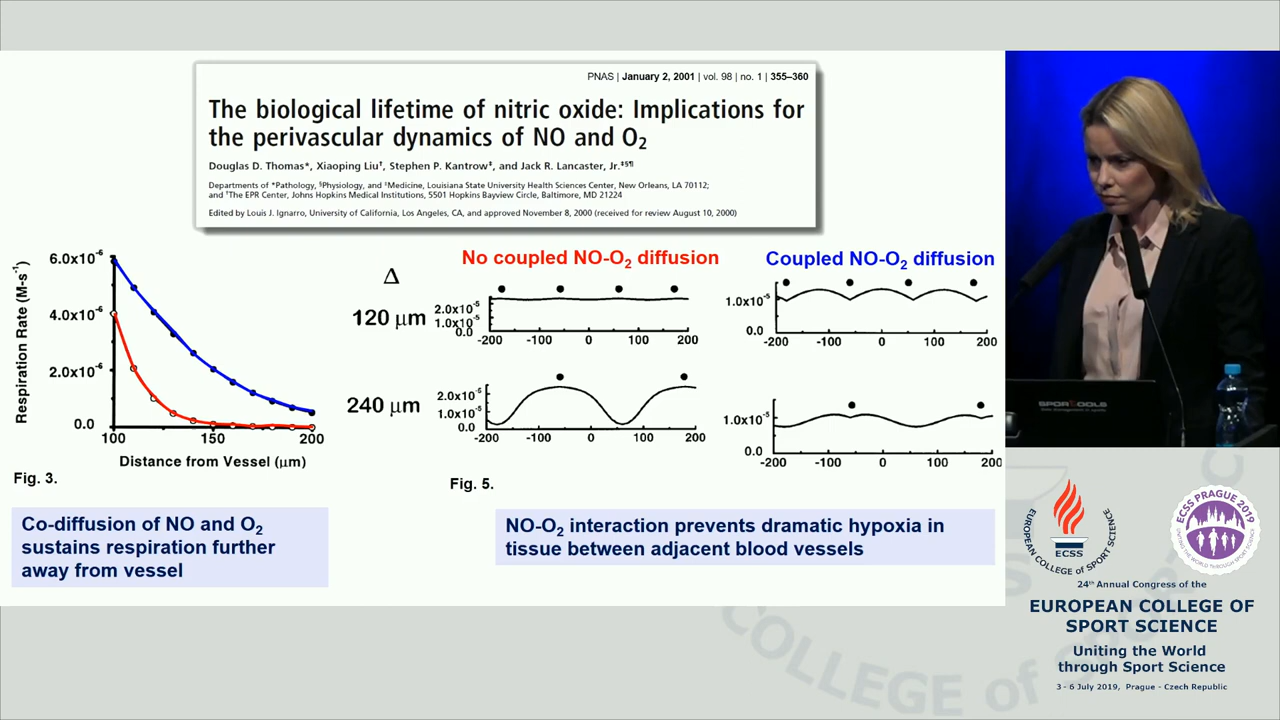 PNAS | January 2, 2001 | vol. 98 | no. 1 | 355–360
The biological lifetime of nitric oxide: Implications for
the perivascular dynamics of NO and O2
Douglas D. Thomas*, Xiaoping Liu†, Stephen P. Kantrow‡, and Jack R. Lancaster, Jr.‡§¶
Departments of *Pathology, §Physiology, and ‡Medicine, Louisiana State University Health Sciences Center, New Orleans, LA 70112;
and †The EPR Center, Johns Hopkins Medical Institutions, 5501 Hopkins Bayview Circle, Baltimore, MD 21224
Edited by Louis J. Ignarro, University of California, Los Angeles, CA, and approved November 8, 2000 (received for review August 10, 2000)
Respiration Rate (M-s-1)
6.0x10-6
4.0x10-6
2.0x10-6
0.0
100 150 200
Distance from Vessel (μm)
Fig. 3.
Co-diffusion of NO and O2
sustains respiration further
away from vessel
Δ
120 μm
240 μm
No coupled NO-O2 diffusion
2.0x10-5
1.0x10-5
0.0
-200 -100 0 100 200
2.0x10-5
1.0x10-5
0.0
-200 -100 0 100 200
Fig. 5.
Coupled NO-O2 diffusion
1.0x10-5
0.0
-200 -100 0 100 200
1.0x10-5
0.0
-200 -100 0 100 200
NO-O2 interaction prevents dramatic hypoxia in
tissue between adjacent blood vessels
EUROPEAN COLLEGE OF SPORT SCIENCE
ECSS
ECSS PRAGUE 2019
UNITING THE WORLD THROUGH SPORT SCIENCE
24th Annual Congress of the
EUROPEAN COLLEGE OF
SPORT SCIENCE
Uniting the World
through Sport Science
3 - 6 July 2019, Prague - Czech Republic
COLLEGE of SPORT